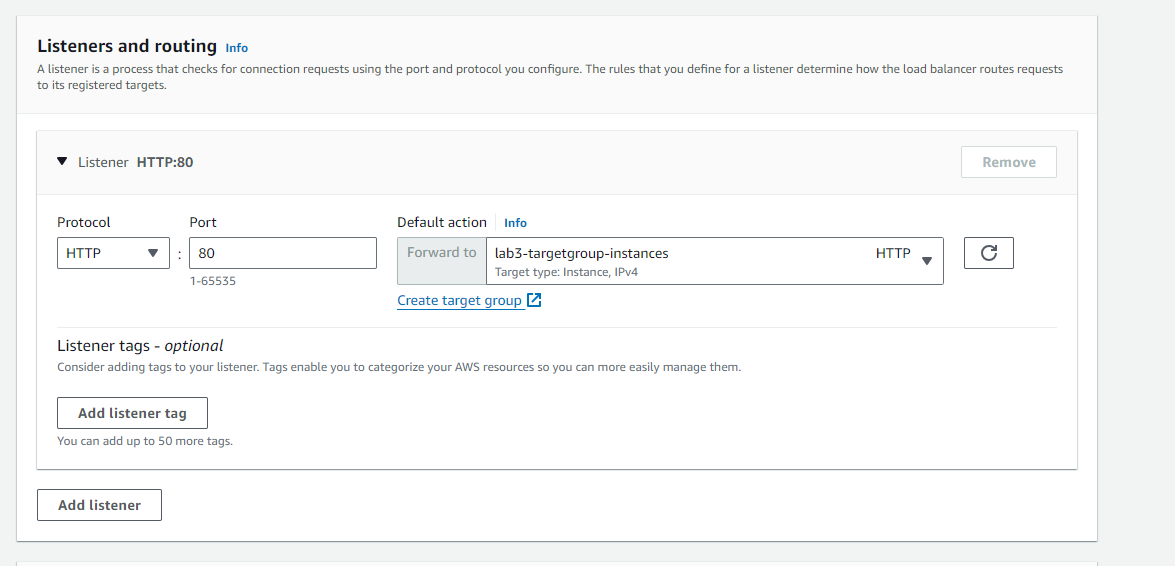 Listeners and routing Info
A listener is a process that checks for connection requests using the port and protocol you configure. The rules that you define for a listener determine how the load balancer routes requests
to its registered targets.
Listener HTTP:80
Remove
Protocol
Port
Default action Info
HTTP
:
80
Forward to
lab3-targetgroup-instances
HTTP
Target type: Instance, IPv4
1-65535
Create target group
Listener tags - optional
Consider adding tags to your listener. Tags enable you to categorize your AWS resources so you can more easily manage them.
Add listener tag
You can add up to 50 more tags.
Add listener